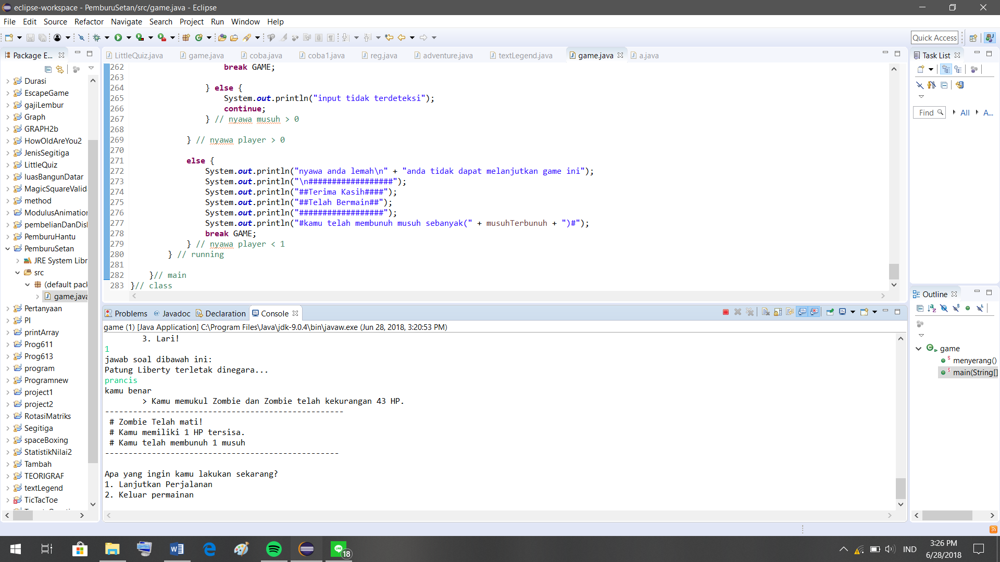 eclipse-workspace - PemburuSetan/src/game.java - Eclipse
File Edit Source Refactor Navigate Search Project Run Window Help
Quick Access
Package E...
LittleQuiz.java game.java coba.java coba1.java reg.java adventure.java textLegend.java game.java a.java
Task List
Durasi
EscapeGame
gajiLembur
Graph
GRAPH2b
HowOldAreYou2
JenisSegitiga
LittleQuiz
luasBangunDatar
MagicSquareValid
method
ModulusAnimation
pembelianDanDisk
PemburuHantu
PemburuSetan
JRE System Libr
src
(default pack
game.java
Pertanyaan
PI
printArray
Prog611
Prog613
program
Programnew
project1
project2
RotasiMatriks
Segitiga
spaceBoxing
StatistikNilai2
Tambah
TEORIGRAF
textLegend
TicTacToe
262 break GAME;
263
264 } else {
265 System.out.println("input tidak terdeteksi");
266 continue;
267 } // nyawa musuh > 0
268
269 } // nyawa player > 0
270
271 else {
272 System.out.println("nyawa anda lemah\n" + "anda tidak dapat melanjutkan game ini");
273 System.out.println("\n##################");
274 System.out.println("##Terima Kasih####");
275 System.out.println("##Telah Bermain##");
276 System.out.println("##################");
277 System.out.println("#kamu telah membunuh musuh sebanyak(" + musuhTerbunuh + ")#");
278 break GAME;
279 } // nyawa player < 1
280 } // running
281
282 }// main
283 }// class
Find All A...
Outline
game
menyerang()
main(String[]
Problems @ Javadoc Declaration Console
game (1) [Java Application] C:\Program Files\Java\jdk-9.0.4\bin\javaw.exe (Jun 28, 2018, 3:20:53 PM)
3. Lari!
1
jawab soal dibawah ini:
Patung Liberty terletak dinegara...
prancis
kamu benar
> Kamu memukul Zombie dan Zombie telah kekurangan 43 HP.
---------------------------------------------------
# Zombie Telah mati!
# Kamu memiliki 1 HP tersisa.
# Kamu telah membunuh 1 musuh
--------------------------------------------------
Apa yang ingin kamu lakukan sekarang?
1. Lanjutkan Perjalanan
2. Keluar permainan
LINE
18
IND
3:26 PM
6/28/2018